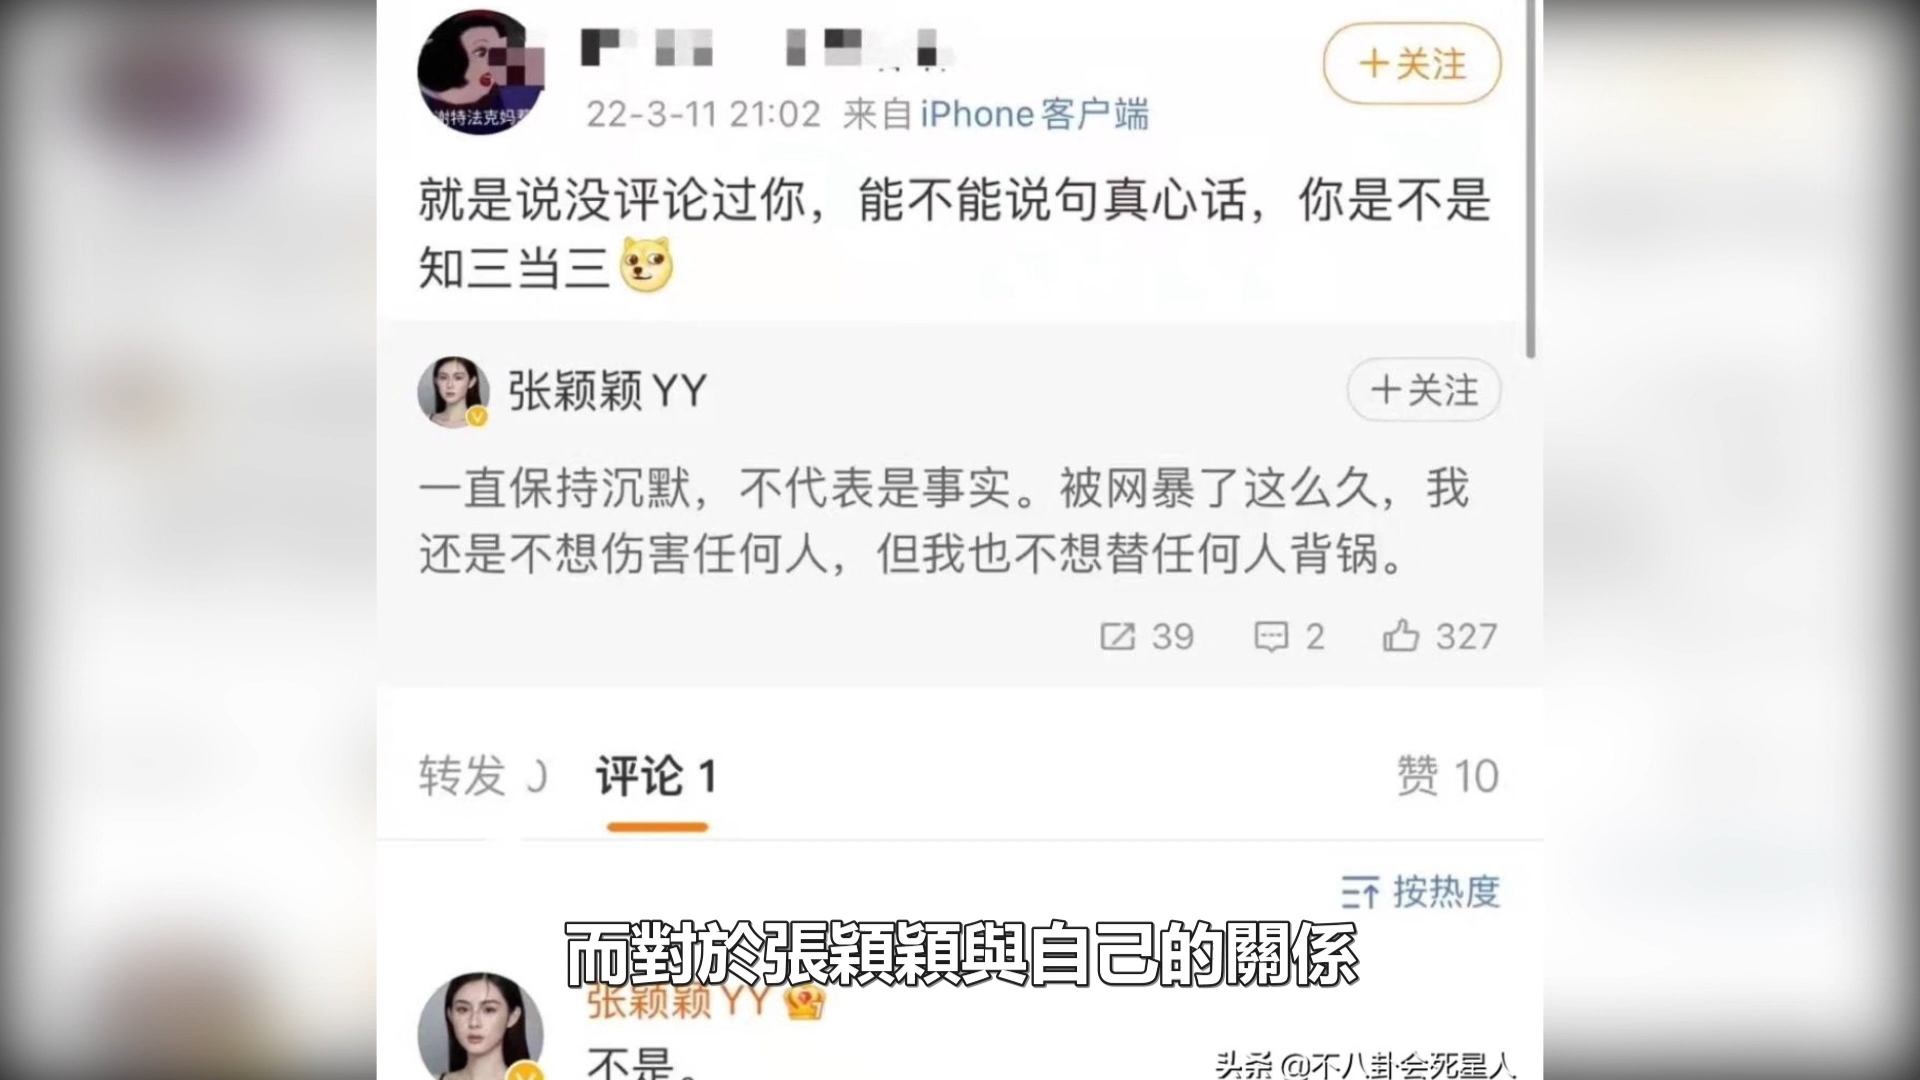 谢特法克妈惹
＋关注
22-3-11 21:02 来自 iPhone客户端
就是说没评论过你，能不能说句真心话，你是不是
知三当三
张颖颖YY
＋关注
一直保持沉默，不代表是事实。被网暴了这么久，我
还是不想伤害任何人，但我也不想替任何人背锅。
39 2 327
转发 评论 1 赞 10
按热度
而對於張穎穎與自己的關係
张颖颖YY
不是。
头条 @不八卦会死星人